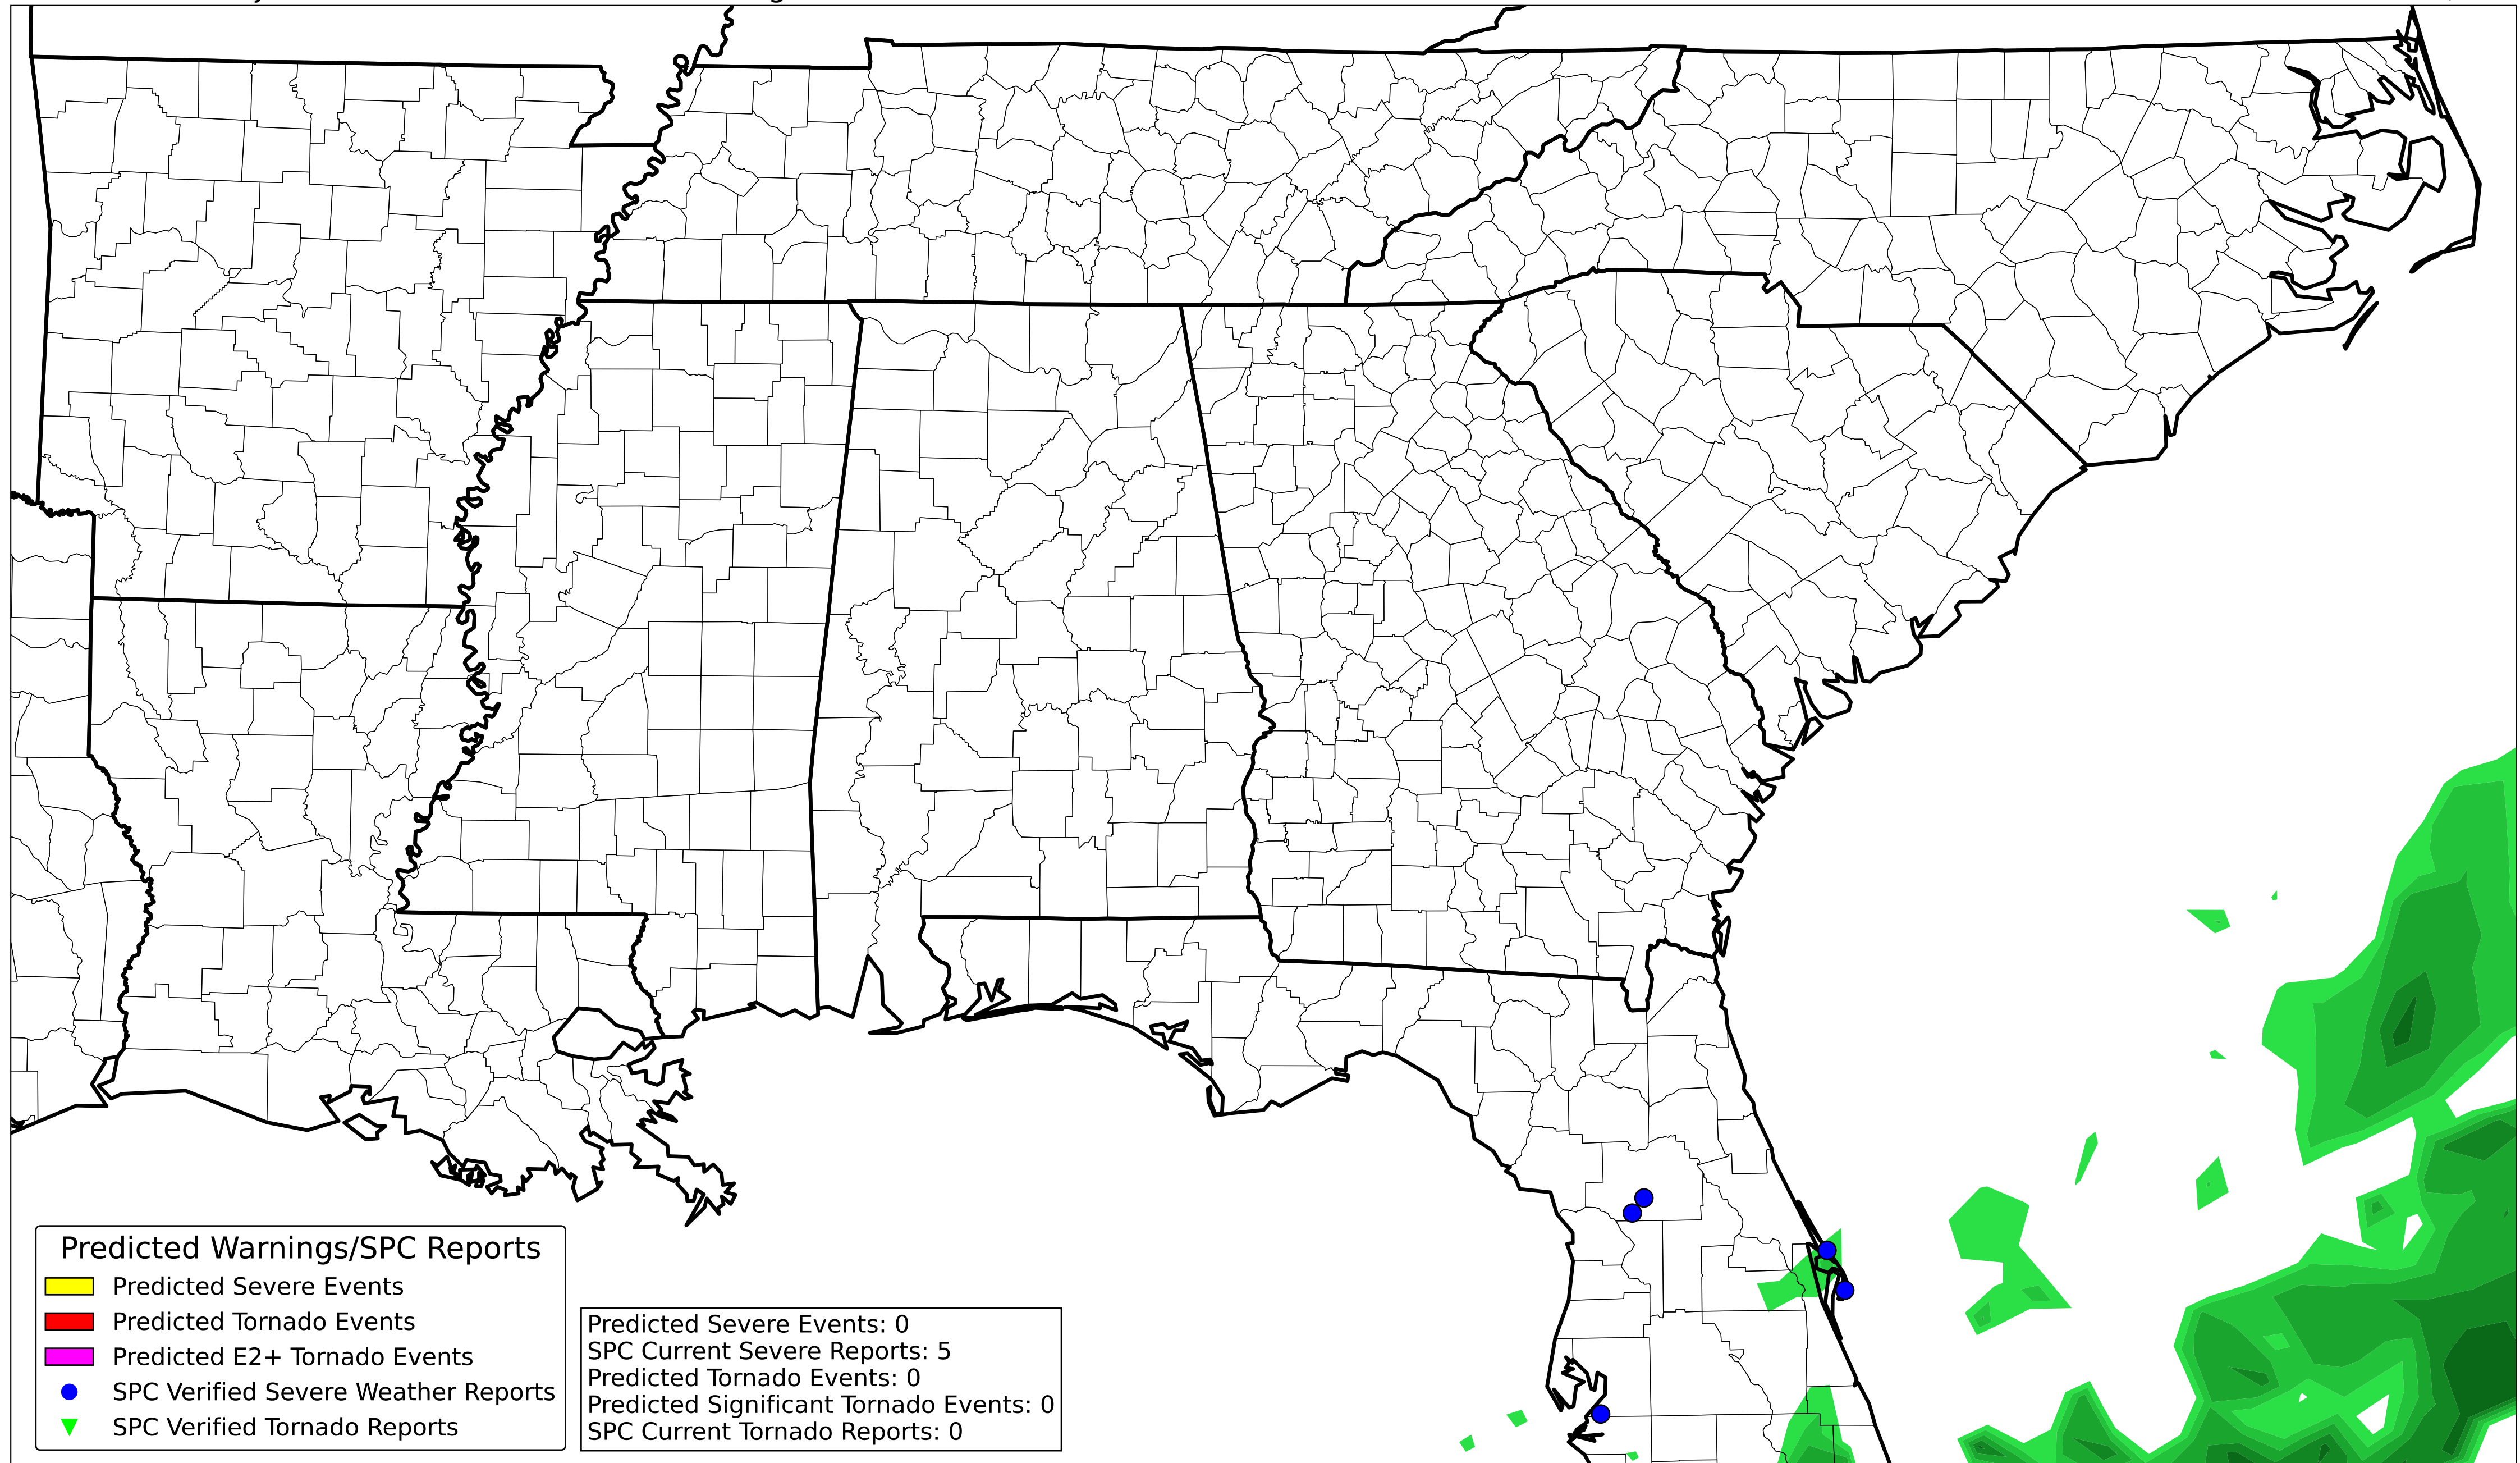 Predicted Warnings/SPC Reports
Predicted Severe Events
Predicted Tornado Events
Predicted E2+ Tornado Events
SPC Verified Severe Weather Reports
SPC Verified Tornado Reports
Predicted Severe Events: 0
SPC Current Severe Reports: 5
Predicted Tornado Events: 0
Predicted Significant Tornado Events: 0
SPC Current Tornado Reports: 0